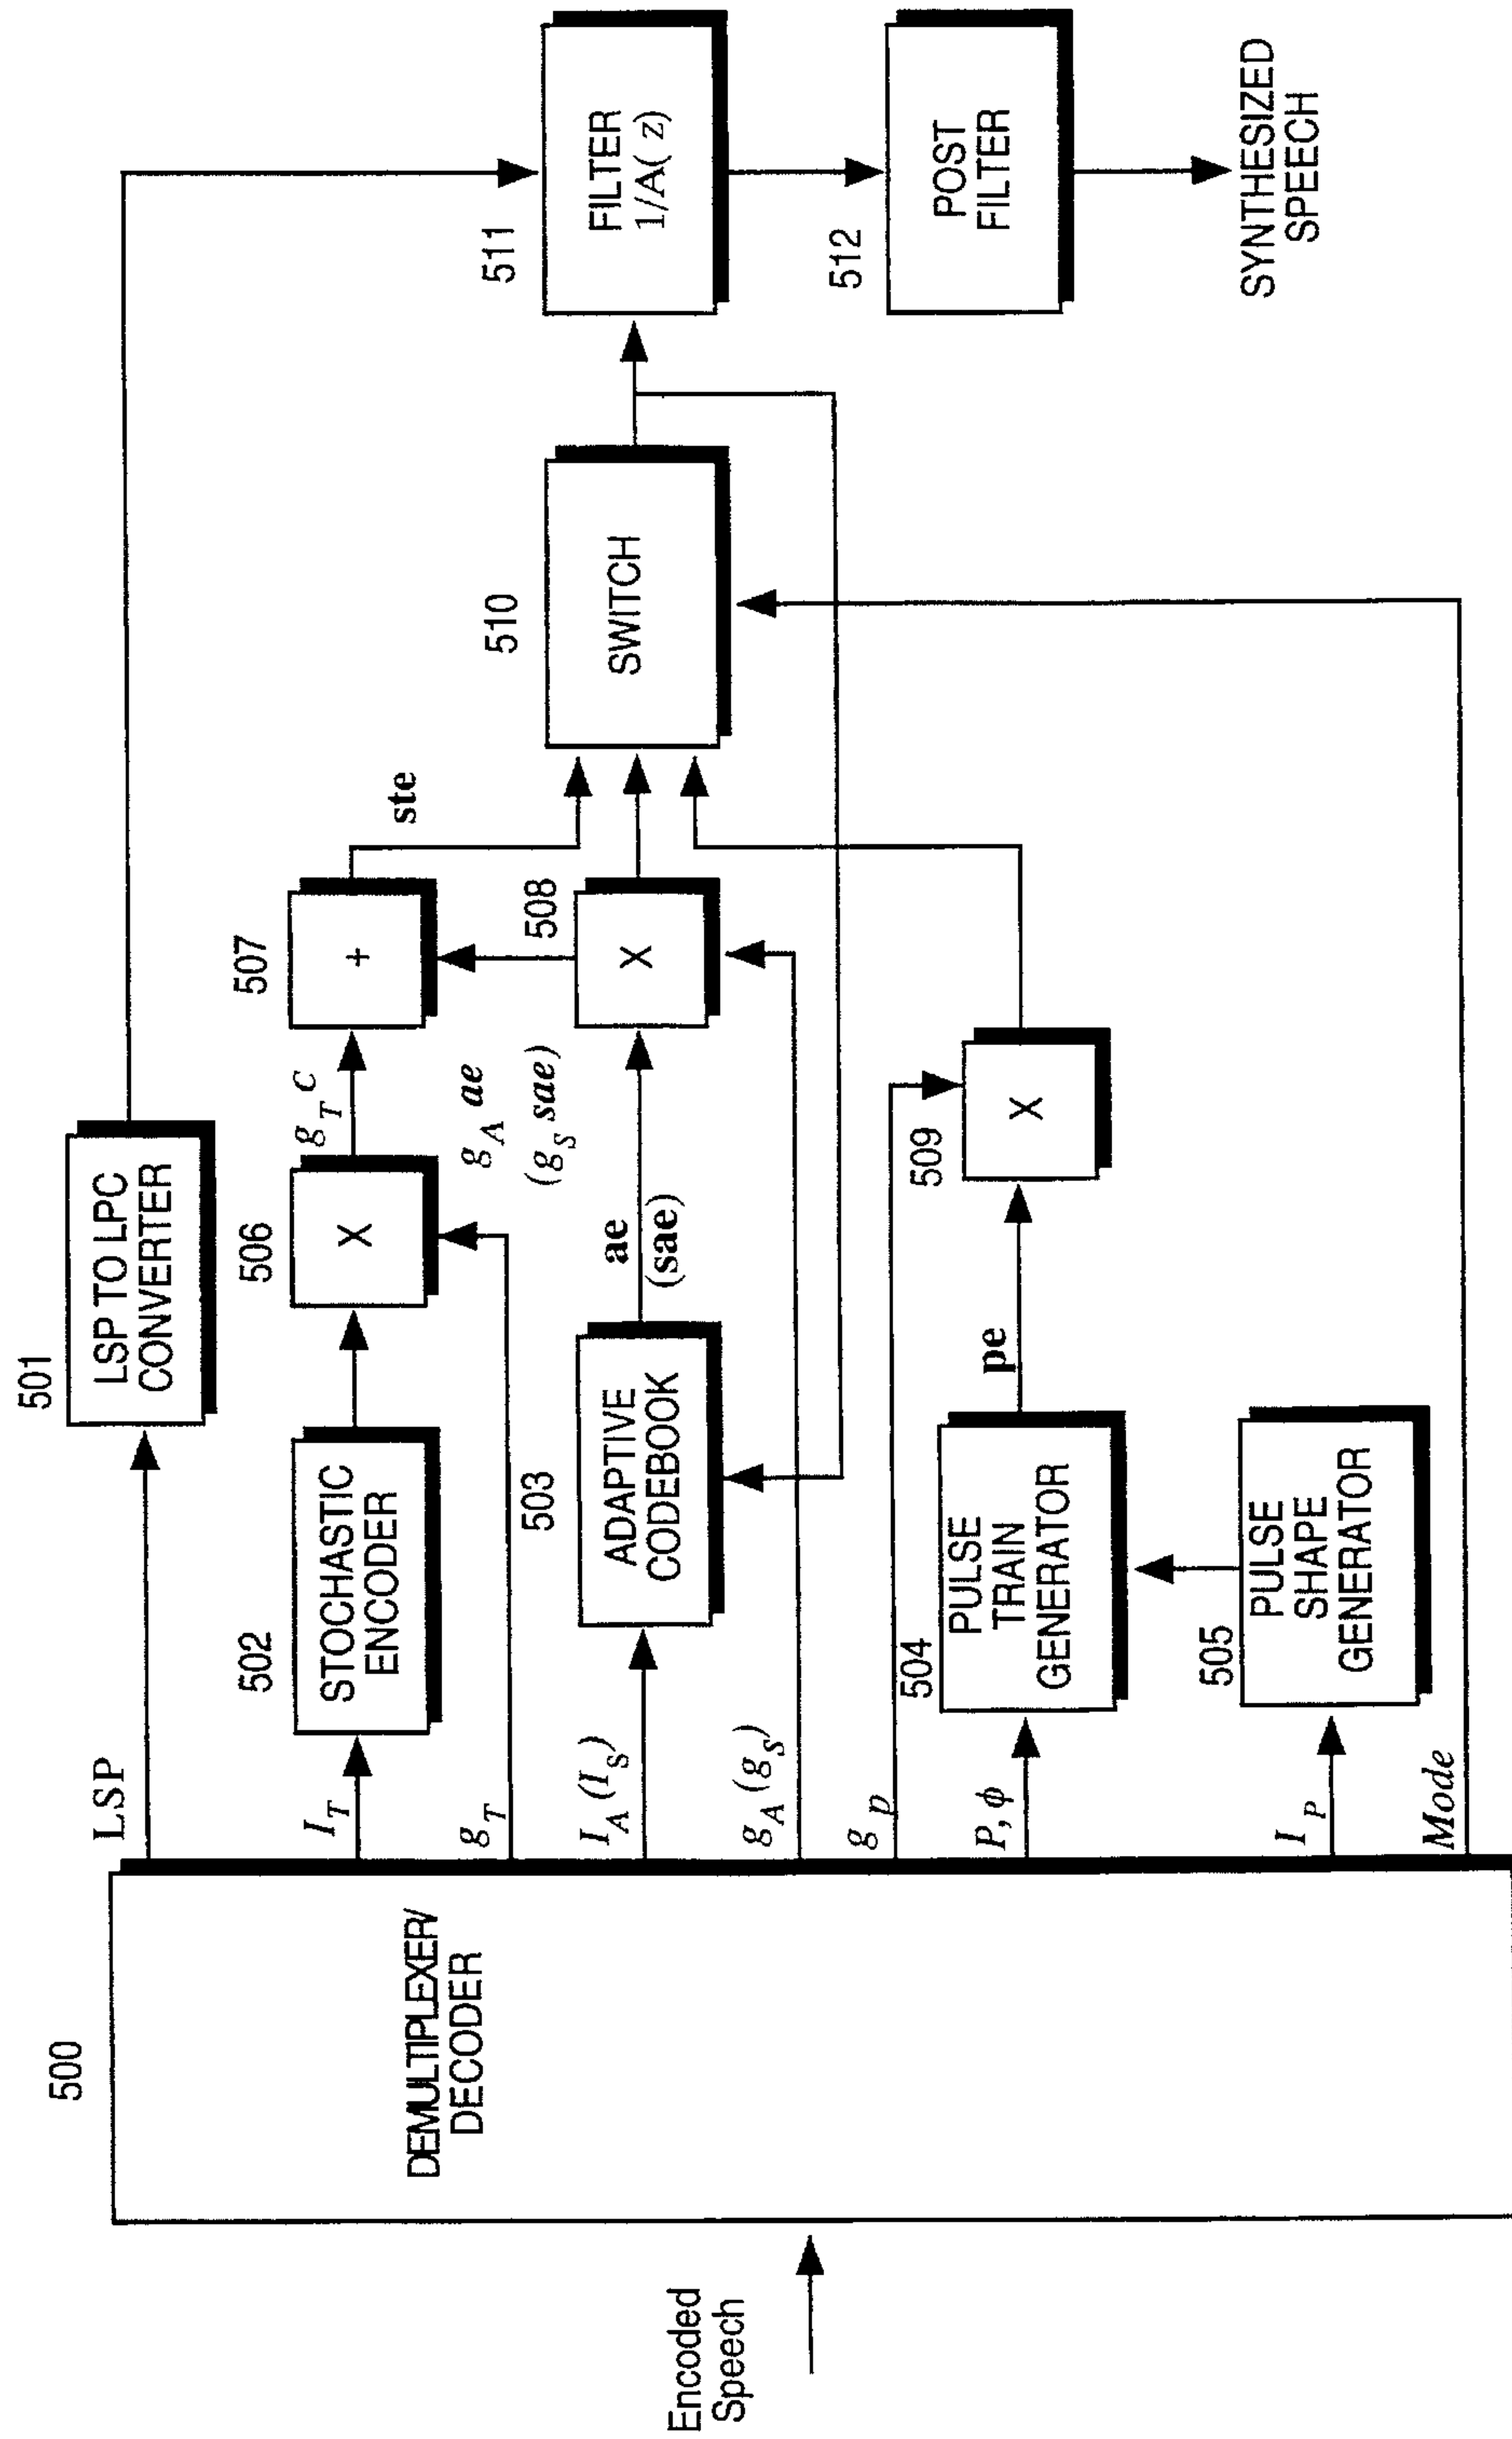 Encoded
Speech
500
DEMULTIPLEXER/
DECODER
LSP
I_T
g_T
I_A (I_s)
g_A (g_s)
g_p
P, ϕ
I_P
Mode
501
LSP TO LPC
CONVERTER
502
STOCHASTIC
ENCODER
503
ADAPTIVE
CODEBOOK
504
PULSE
TRAIN
GENERATOR
505
PULSE
SHAPE
GENERATOR
506
X
g_T c
g_A ae
(g_s sae)
ae
(sae)
pe
507
+
508
X
509
X
ste
510
SWITCH
511
FILTER
1/A( z)
512
POST
FILTER
SYNTHESIZED
SPEECH